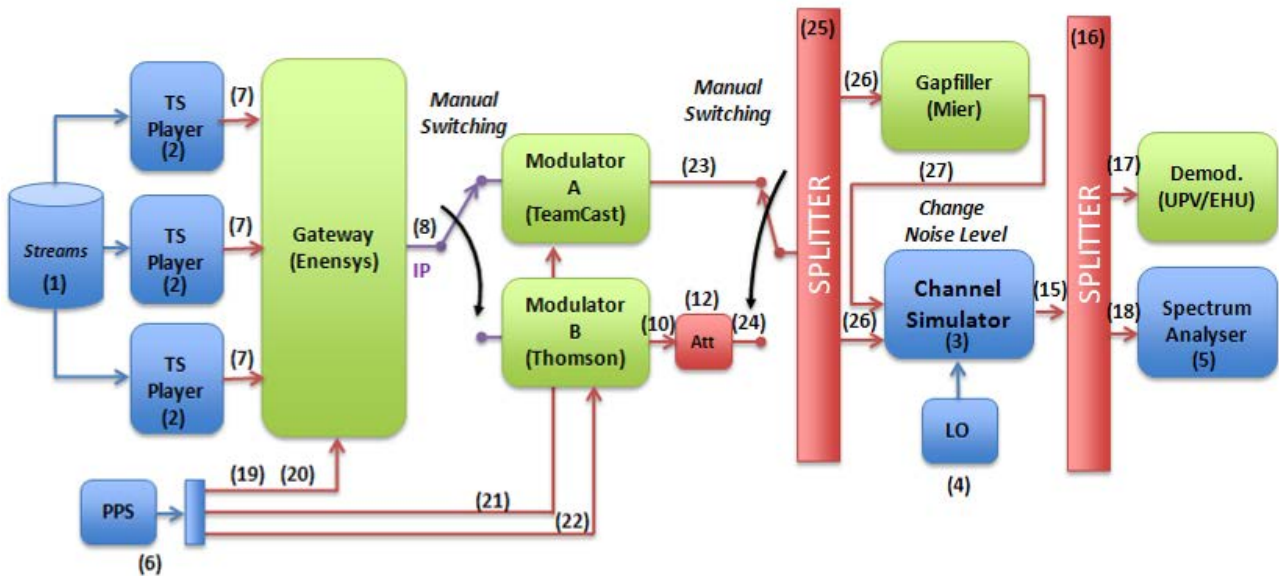 Streams
(1)
TS
Player
(2)
(7)
TS
Player
(2)
(7)
TS
Player
(2)
(7)
Gateway
(Enensys)
(8)
IP
Manual
Switching
Modulator
A
(TeamCast)
Modulator
B
(Thomson)
(10)
(12)
Att
(24)
(23)
Manual
Switching
(25)
SPLITTER
(26)
Gapfiller
(Mier)
(27)
Change
Noise Level
(26)
Channel
Simulator
(3)
LO
(4)
(15)
(16)
SPLITTER
(17)
Demod.
(UPV/EHU)
(18)
Spectrum
Analyser
(5)
PPS
(6)
(19) (20)
(21)
(22)